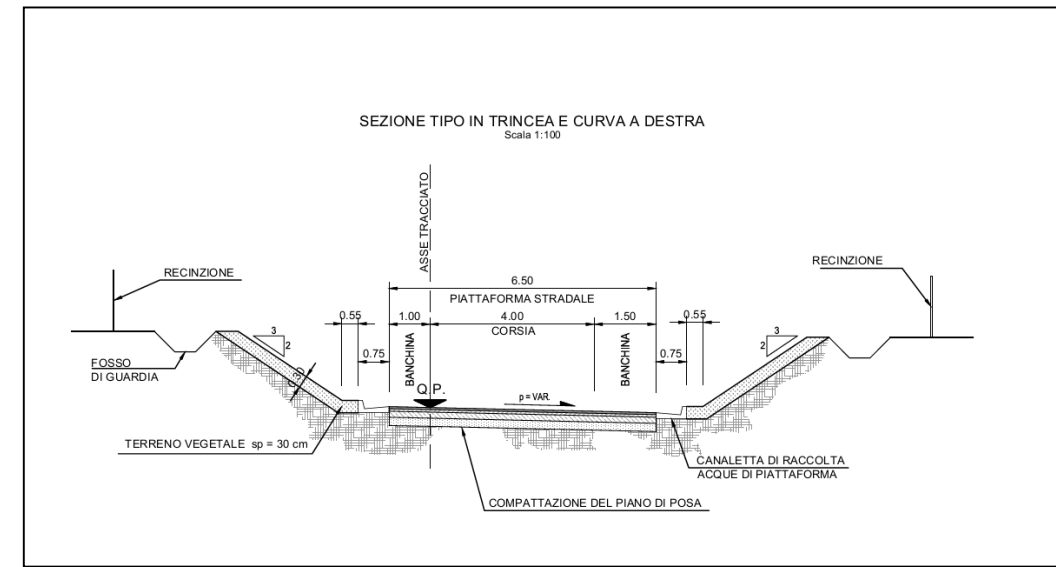 SEZIONE TIPO IN TRINCEA E CURVA A DESTRA
Scala 1:100
ASSE TRACCIATO
RECINZIONE
RECINZIONE
6.50
PIATTAFORMA STRADALE
0.55
1.00
4.00
1.50
0.55
CORSIA
3
2
3
2
0.75
BANCHINA
BANCHINA
0.75
FOSSO
DI GUARDIA
0.30
Q.P.
p = VAR.
TERRENO VEGETALE sp = 30 cm
CANALETTA DI RACCOLTA
ACQUE DI PIATTAFORMA
COMPATTAZIONE DEL PIANO DI POSA